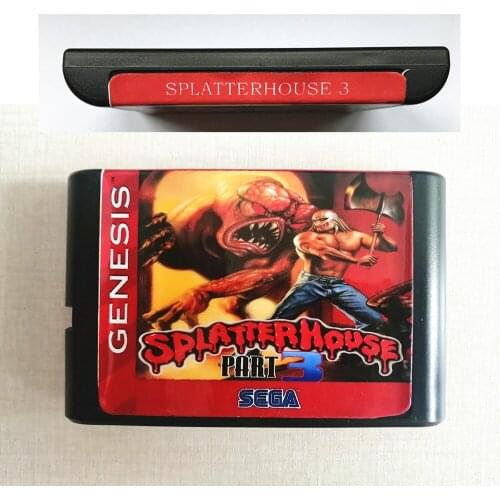 SPLATTERHOUSE 3
GENESIS
SPLATTERHOUSE
PART 3
SEGA